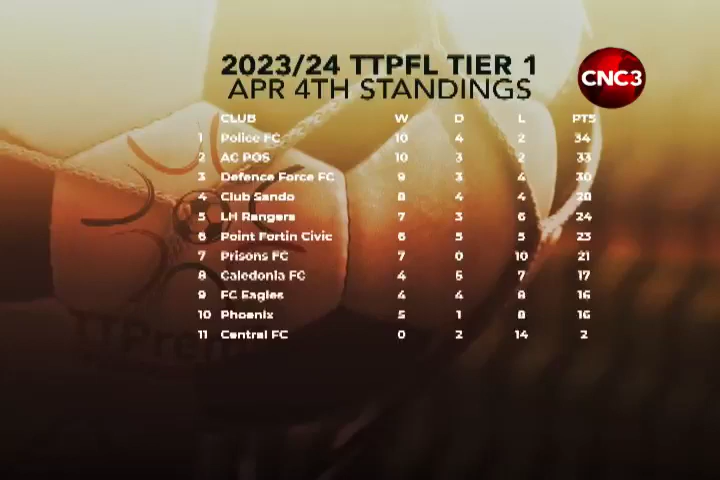 2023/24 TTPFL TIER 1
APR 4TH STANDINGS
CNC3
CLUB W D L PTS
1 Police FC 10 4 2 34
2 AC POS 10 3 2 33
3 Defence Force FC 9 3 4 30
4 Club Sando 8 4 4 28
5 LH Rangers 7 3 6 24
6 Point Fortin Civic 6 5 5 23
7 Prisons FC 7 0 10 21
8 Caledonia FC 4 5 7 17
9 FC Eagles 4 4 8 16
10 Phoenix 5 1 8 16
11 Central FC 0 2 14 2